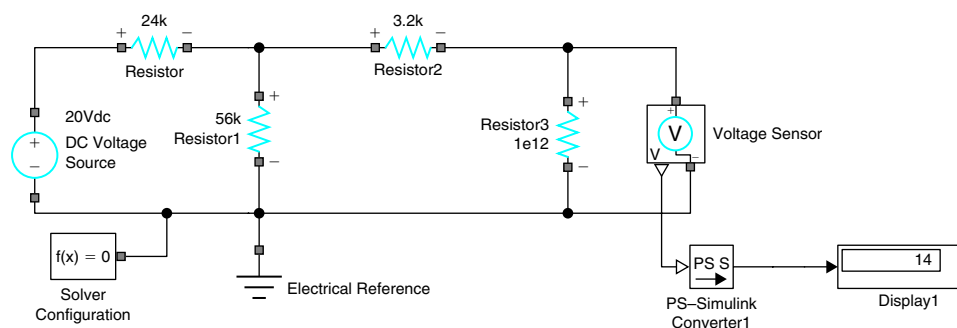 24k
+ −
Resistor
3.2k
+ −
Resistor2
20Vdc
DC Voltage
Source
+
−
+
56k
Resistor1
−
+
Resistor3
1e12
−
+
V
−
V
Voltage Sensor
f(x) = 0
Solver
Configuration
Electrical Reference
PS S
PS–Simulink
Converter1
14
Display1